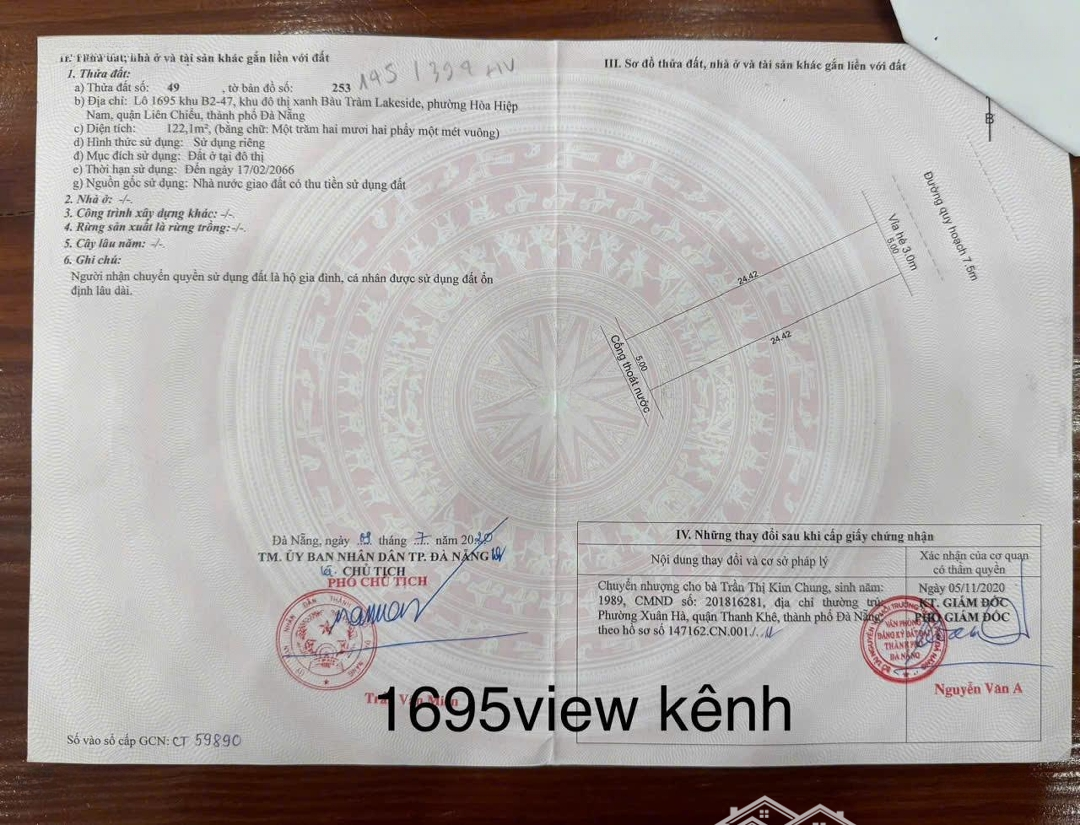 II. Thửa đất, nhà ở và tài sản khác gắn liền với đất
1. Thửa đất:
a) Thửa đất số: 49 , tờ bản đồ số: 253
b) Địa chỉ: Lô 1695 khu B2-47, khu đô thị xanh Bàu Tràm Lakeside, phường Hòa Hiệp
Nam, quận Liên Chiểu, thành phố Đà Nẵng
c) Diện tích: 122,1m², (bằng chữ: Một trăm hai mươi hai phẩy một mét vuông)
d) Hình thức sử dụng: Sử dụng riêng
đ) Mục đích sử dụng: Đất ở tại đô thị
e) Thời hạn sử dụng: Đến ngày 17/02/2066
g) Nguồn gốc sử dụng: Nhà nước giao đất có thu tiền sử dụng đất
2. Nhà ở: -/-.
3. Công trình xây dựng khác: -/-.
4. Rừng sản xuất là rừng trồng:-/-.
5. Cây lâu năm: -/-.
6. Ghi chú:
Người nhận chuyển quyền sử dụng đất là hộ gia đình, cá nhân được sử dụng đất ổn
định lâu dài.
Đà Nẵng, ngày 09 tháng 7 năm 2020
TM. ỦY BAN NHÂN DÂN TP. ĐÀ NẴNG
CHỦ TỊCH
PHÓ CHỦ TỊCH
Số vào sổ cấp GCN: CT 59890
III. Sơ đồ thửa đất, nhà ở và tài sản khác gắn liền với đất
B
Đường quy hoạch 7.5m
Vỉa hè 3.0m
5.00
24.42
24.42
5.00
Cống thoát nước
IV. Những thay đổi sau khi cấp giấy chứng nhận
Nội dung thay đổi và cơ sở pháp lý
Xác nhận của cơ quan
có thẩm quyền
Chuyển nhượng cho bà Trần Thị Kim Chung, sinh năm:
1989, CMND số: 201816281, địa chỉ thường trú:
Phường Xuân Hà, quận Thanh Khê, thành phố Đà Nẵng;
theo hồ sơ số 147162.CN.001./.
Ngày 05/11/2020
KT. GIÁM ĐỐC
PHÓ GIÁM ĐỐC
VĂN PHÒNG
ĐĂNG KÝ ĐẤT ĐAI
THÀNH PHỐ
ĐÀ NẴNG
Nguyễn Văn A
1695view kênh